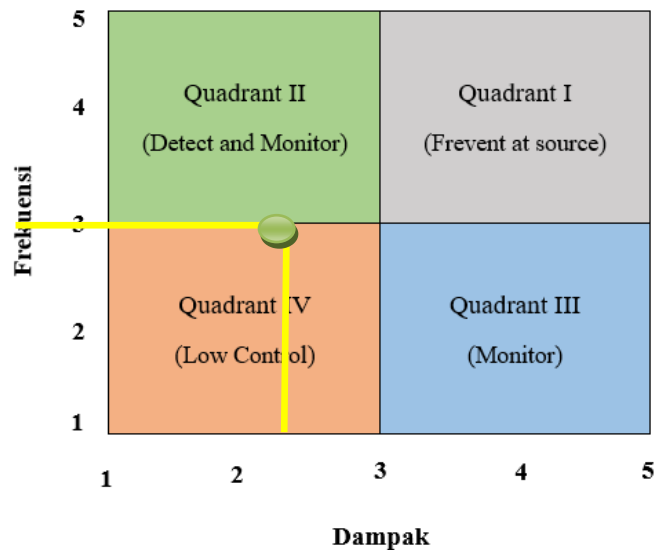 5
4
3
2
1
Frekuensi
Quadrant II
(Detect and Monitor)
Quadrant I
(Frevent at source)
Quadrant IV
(Low Control)
Quadrant III
(Monitor)
1 2 3 4 5
Dampak